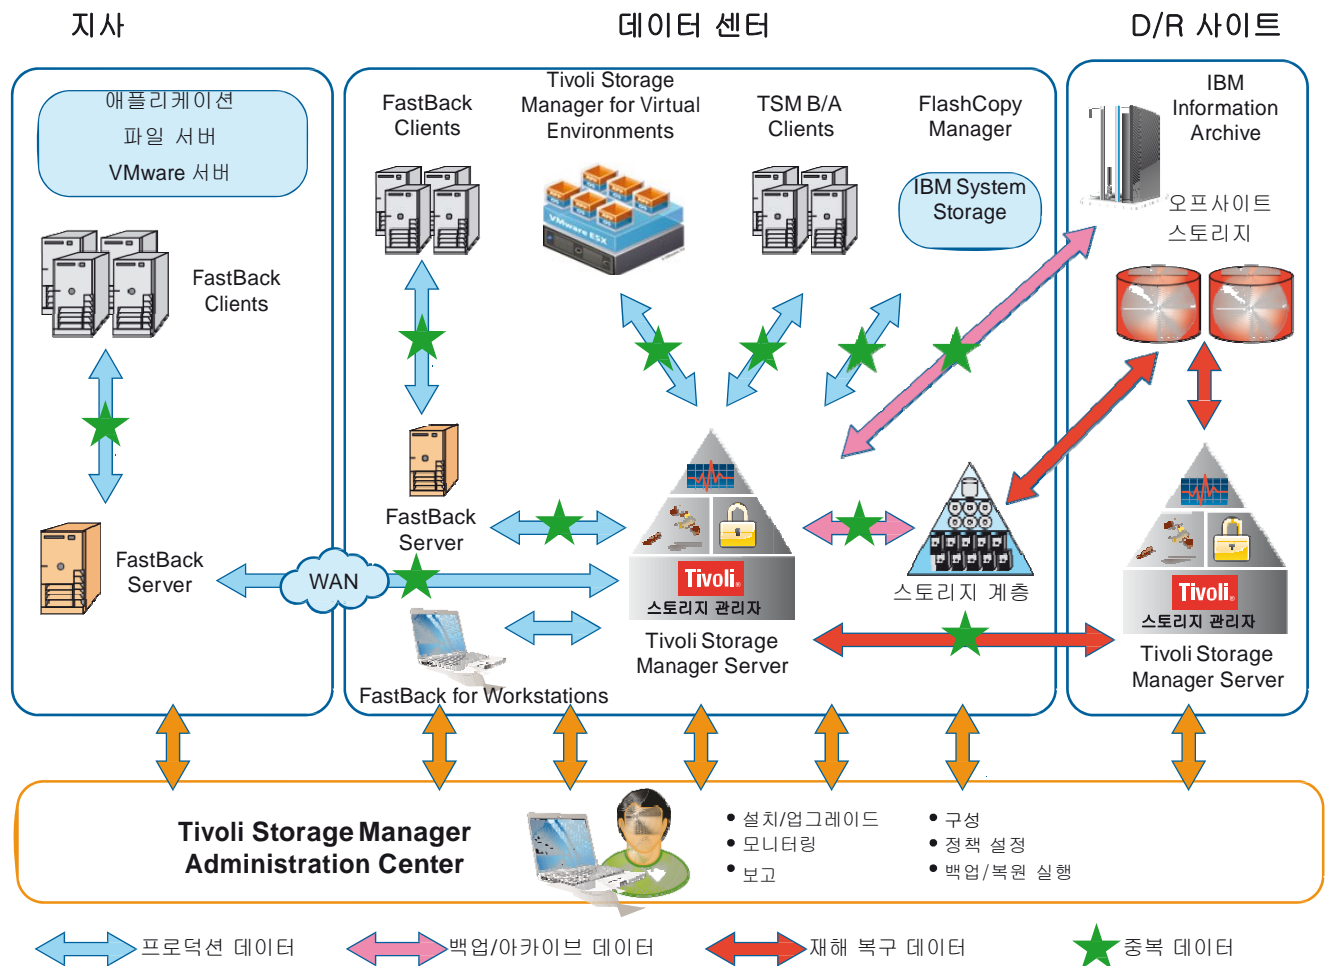 지사
데이터 센터
D/R 사이트
애플리케이션
파일 서버
VMware 서버
FastBack
Clients
FastBack
Server
WAN
FastBack
Clients
Tivoli Storage
Manager for Virtual
Environments
VMware ESX
TSM B/A
Clients
FlashCopy
Manager
IBM System
Storage
FastBack
Server
FastBack for Workstations
Tivoli
스토리지 관리자
Tivoli Storage
Manager Server
스토리지 계층
IBM
Information
Archive
오프사이트
스토리지
Tivoli
스토리지 관리자
Tivoli Storage
Manager Server
Tivoli Storage Manager
Administration Center
• 설치/업그레이드
• 모니터링
• 보고
• 구성
• 정책 설정
• 백업/복원 실행
프로덕션 데이터
백업/아카이브 데이터
재해 복구 데이터
중복 데이터